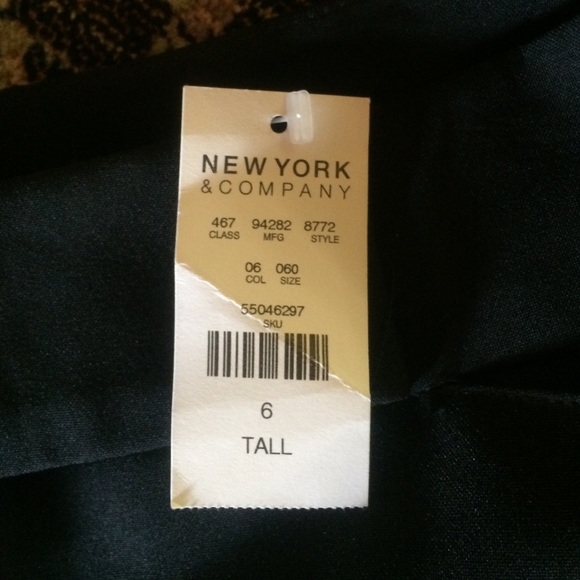 NEW YORK
& COMPANY
467 94282 8772
CLASS MFG STYLE
06 060
COL SIZE
55046297
SKU
6
TALL